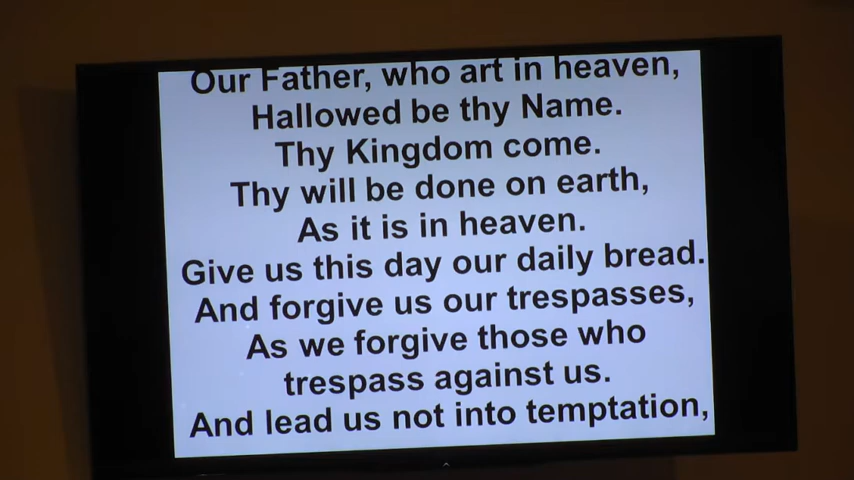 Our Father, who art in heaven,
Hallowed be thy Name.
Thy Kingdom come.
Thy will be done on earth,
As it is in heaven.
Give us this day our daily bread.
And forgive us our trespasses,
As we forgive those who
trespass against us.
And lead us not into temptation,